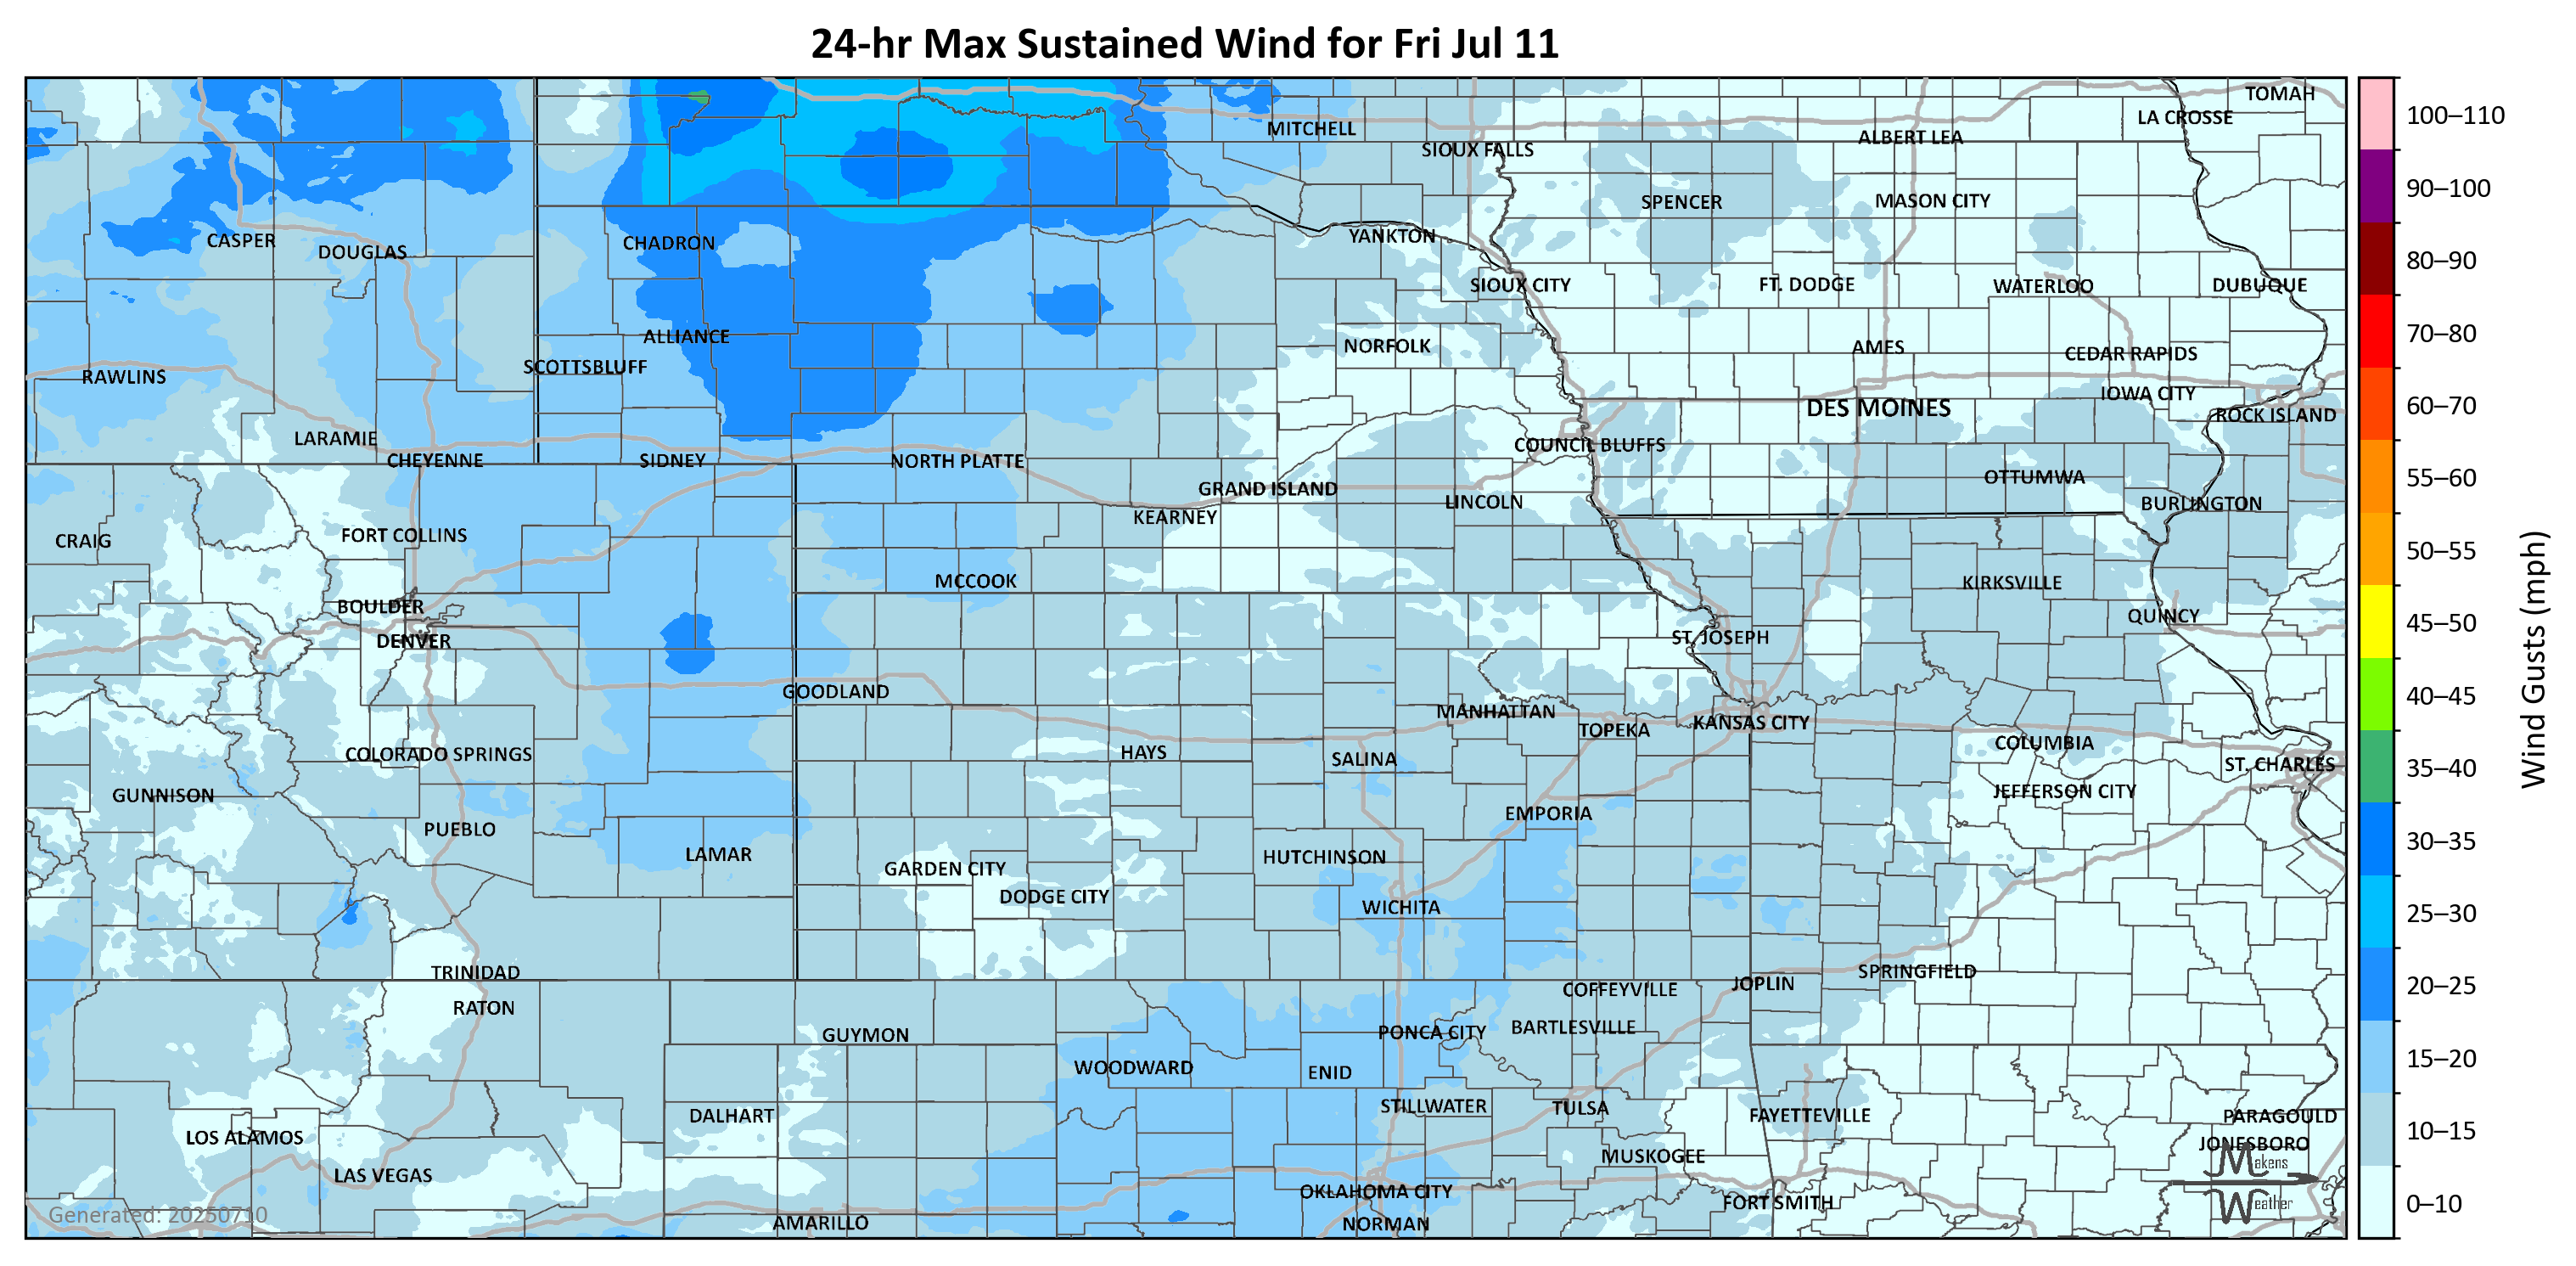 24-hr Max Sustained Wind for Fri Jul 11
TOMAH
LA CROSSE
MITCHELL
ALBERT LEA
SIOUX FALLS
SPENCER
MASON CITY
CASPER
DOUGLAS
CHADRON
YANKTON
SIOUX CITY
FT. DODGE
WATERLOO
DUBUQUE
ALLIANCE
NORFOLK
AMES
CEDAR RAPIDS
RAWLINS
SCOTTSBLUFF
IOWA CITY
DES MOINES
ROCK ISLAND
LARAMIE
COUNCIL BLUFFS
CHEYENNE
SIDNEY
NORTH PLATTE
OTTUMWA
GRAND ISLAND
LINCOLN
BURLINGTON
KEARNEY
CRAIG
FORT COLLINS
MCCOOK
KIRKSVILLE
BOULDER
QUINCY
DENVER
ST. JOSEPH
GOODLAND
MANHATTAN
TOPEKA
KANSAS CITY
COLORADO SPRINGS
HAYS
SALINA
COLUMBIA
ST. CHARLES
GUNNISON
JEFFERSON CITY
PUEBLO
EMPORIA
LAMAR
GARDEN CITY
HUTCHINSON
DODGE CITY
WICHITA
TRINIDAD
SPRINGFIELD
JOPLIN
COFFEYVILLE
RATON
GUYMON
PONCA CITY
BARTLESVILLE
WOODWARD
ENID
DALHART
STILLWATER
TULSA
FAYETTEVILLE
PARAGOULD
LOS ALAMOS
JONESBORO
LAS VEGAS
MUSKOGEE
Makens
Weather
OKLAHOMA CITY
FORT SMITH
Generated: 20250710
AMARILLO
NORMAN
100–110
90–100
80–90
70–80
60–70
55–60
50–55
45–50
40–45
35–40
30–35
25–30
20–25
15–20
10–15
0–10
Wind Gusts (mph)